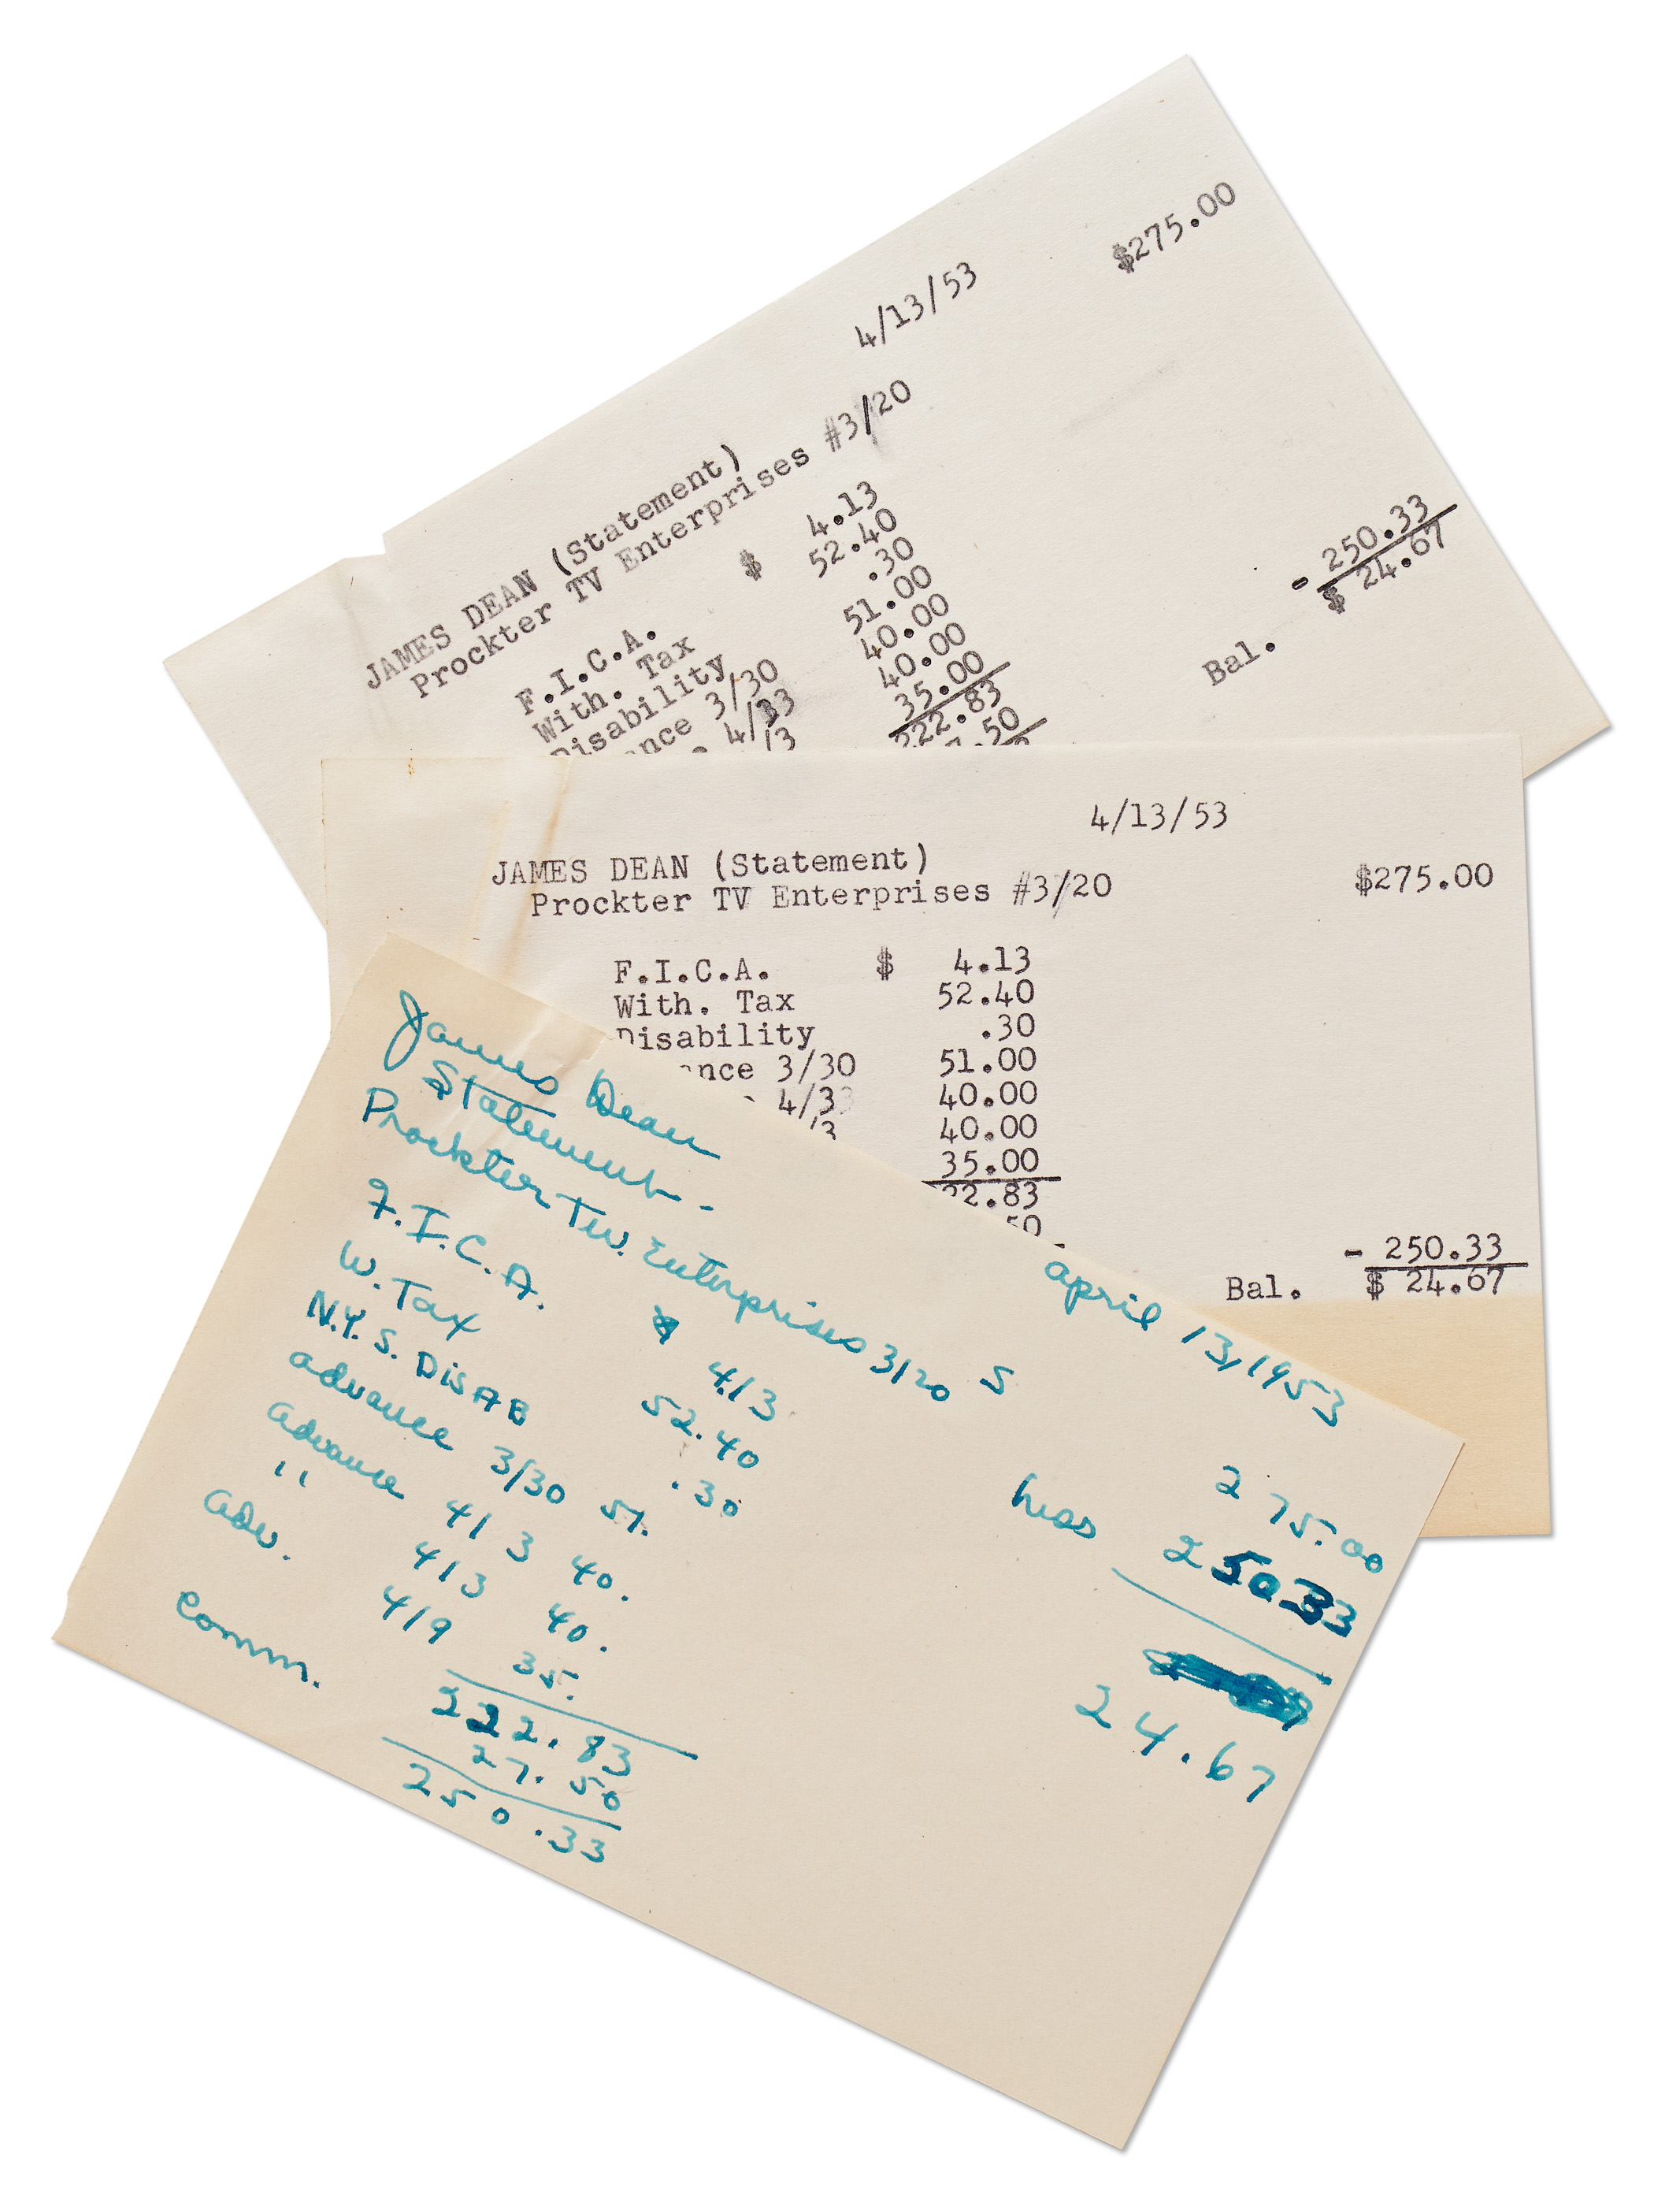 4/13/53
JAMES DEAN (Statement) $275.00
Prockter TV Enterprises #3/20
F.I.C.A. $ 4.13
With. Tax 52.40
Disability .30
3/30 51.00
40.00
40.00
35.00
222.83
- 250.33
Bal. $ 24.67
4/13/53
JAMES DEAN (Statement) $275.00
Prockter TV Enterprises #3/20
F.I.C.A. $ 4.13
With. Tax 52.40
Disability .30
3/30 51.00
4/3 40.00
40.00
35.00
- 250.33
Bal. $ 24.67
April 13, 1953
James Dean
Statement -
Prockter T.V. Enterprises 3/20 275.00
F.I.C.A. 4.13
W. Tax 52.40
N.Y.S. DISAB .30
Advance 3/30 51.
Advance 4/3 40.
" 4/3 40.
Adv. 4/9 35.
222.83
Comm. 27.50
250.33
Less 250 33
24.67